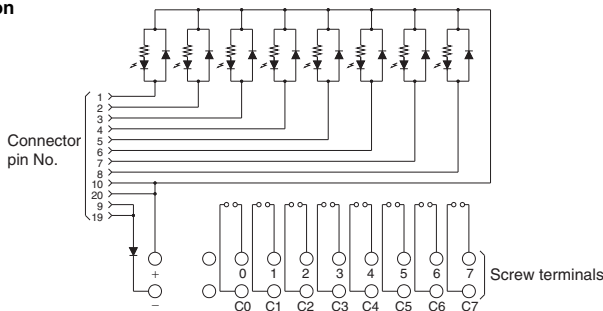 on
1
2
3
4
5
6
7
8
10
20
9
19
Connector
pin No.
+
0 1 2 3 4 5 6 7
Screw terminals
−
C0 C1 C2 C3 C4 C5 C6 C7